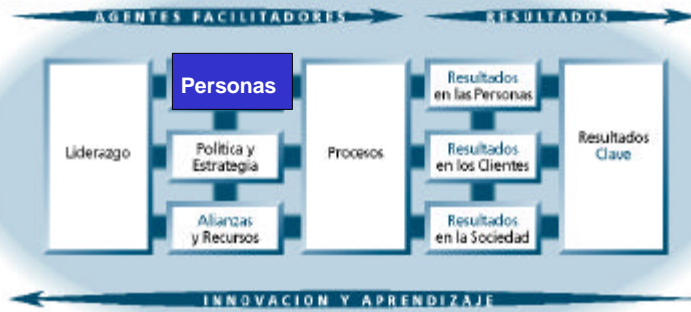 AGENTES FACILITADORES
RESULTADOS
Liderazgo
Personas
Política y
Estrategia
Alianzas
y Recursos
Procesos
Resultados
en las Personas
Resultados
en los Clientes
Resultados
en la Sociedad
Resultados
Clave
INNOVACION Y APRENDIZAJE